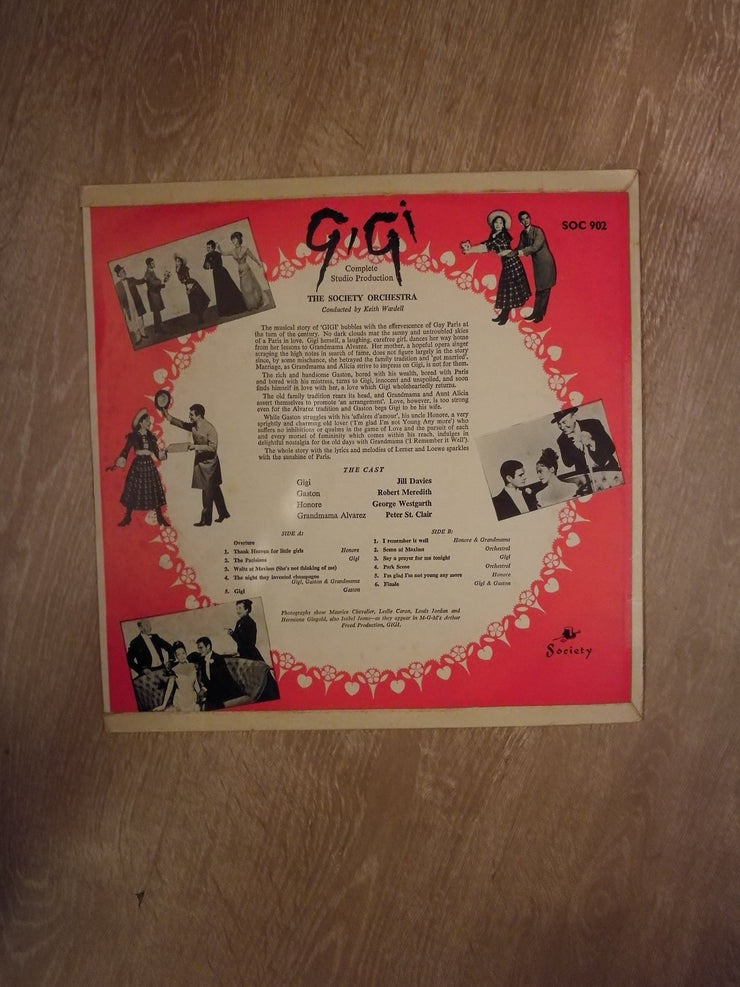 GiGi
SOC 902
Complete
Studio Production
THE SOCIETY ORCHESTRA
Conducted by Keith Wardell
The musical story of 'GIGI' bubbles with the effervescence of Gay Paris at
the turn of the century. No dark clouds mar the sunny and untroubled skies
of a Paris in love. Gigi herself, a laughing, carefree girl, dances her way home
from her lessons to Grandmama Alvarez. Her mother, a hopeful opera singer
scraping the high notes in search of fame, does not figure largely in the story
since, by some mischance, she betrayed the family tradition and 'got married'.
Marriage, as Grandmama and Alicia strive to impress on Gigi, is not for them.
The rich and handsome Gaston, bored with his wealth, bored with Paris
and bored with his mistress, turns to Gigi, innocent and unspoiled, and soon
finds himself in love with her, a love which Gigi wholeheartedly returns.
The old family tradition rears its head, and Grandmama and Aunt Alicia
assert themselves to promote 'an arrangement'. Love, however, is too strong
even for the Alvarez tradition and Gaston begs Gigi to be his wife.
While Gaston struggles with his 'affaires d'amour', his uncle Honore, a very
sprightly and charming old lover ('I'm glad I'm not Young Any more') who
suffers no inhibitions or qualms in the game of Love and the pursuit of each
and every morsel of femininity which comes within his reach, indulges in
delightful nostalgia for the old days with Grandmama ('I Remember it Well').
The whole story with the lyrics and melodies of Lerner and Loewe sparkles
with the sunshine of Paris.
THE CAST
Gigi Jill Davies
Gaston Robert Meredith
Honore George Westgarth
Grandmama Alvarez Peter St. Clair
SIDE A:
Overture
1. Thank Heaven for little girls Honore
2. The Parisians Gigi
3. Waltz at Maxims (She's not thinking of me)
4. The night they invented champagne
Gigi, Gaston & Grandmama
5. Gigi Gaston
SIDE B:
1. I remember it well Honore & Grandmama
2. Scene at Maxims Orchestral
3. Say a prayer for me tonight Gigi
4. Park Scene Orchestral
5. I'm glad I'm not young any more Honore
6. Finale Gigi & Gaston
Photographs show Maurice Chevalier, Leslie Caron, Louis Jordan and
Hermione Gingold, also Isobel Jeans—as they appear in M-G-M's Arthur
Freed Production, GIGI.
Society